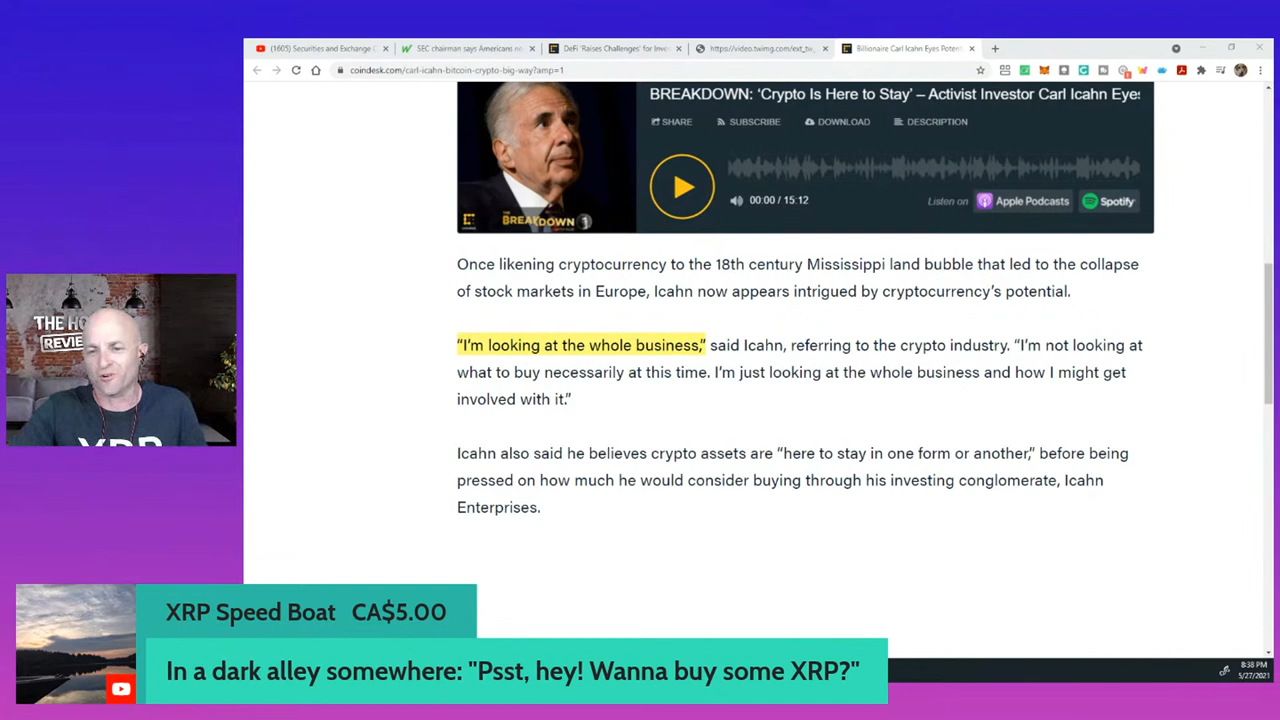 (1605) Securities and Exchange C
SEC chairman says Americans ne
DeFi 'Raises Challenges' for Inves
https://video.twimg.com/ext_tw_
Billionaire Carl Icahn Eyes Potent
coindesk.com/carl-icahn-bitcoin-crypto-big-way?amp=1
BREAKDOWN: 'Crypto Is Here to Stay' – Activist Investor Carl Icahn Eyes
SHARE
SUBSCRIBE
DOWNLOAD
DESCRIPTION
THE
BREAKDOWN
00:00 / 15:12
Listen on
Apple Podcasts
Spotify
Once likening cryptocurrency to the 18th century Mississippi land bubble that led to the collapse
of stock markets in Europe, Icahn now appears intrigued by cryptocurrency's potential.
"I'm looking at the whole business," said Icahn, referring to the crypto industry. "I'm not looking at
what to buy necessarily at this time. I'm just looking at the whole business and how I might get
involved with it."
Icahn also said he believes crypto assets are "here to stay in one form or another," before being
pressed on how much he would consider buying through his investing conglomerate, Icahn
Enterprises.
THE HO
REVIE
XRP
XRP Speed Boat CA$5.00
In a dark alley somewhere: "Psst, hey! Wanna buy some XRP?"
8:38 PM
5/27/2021